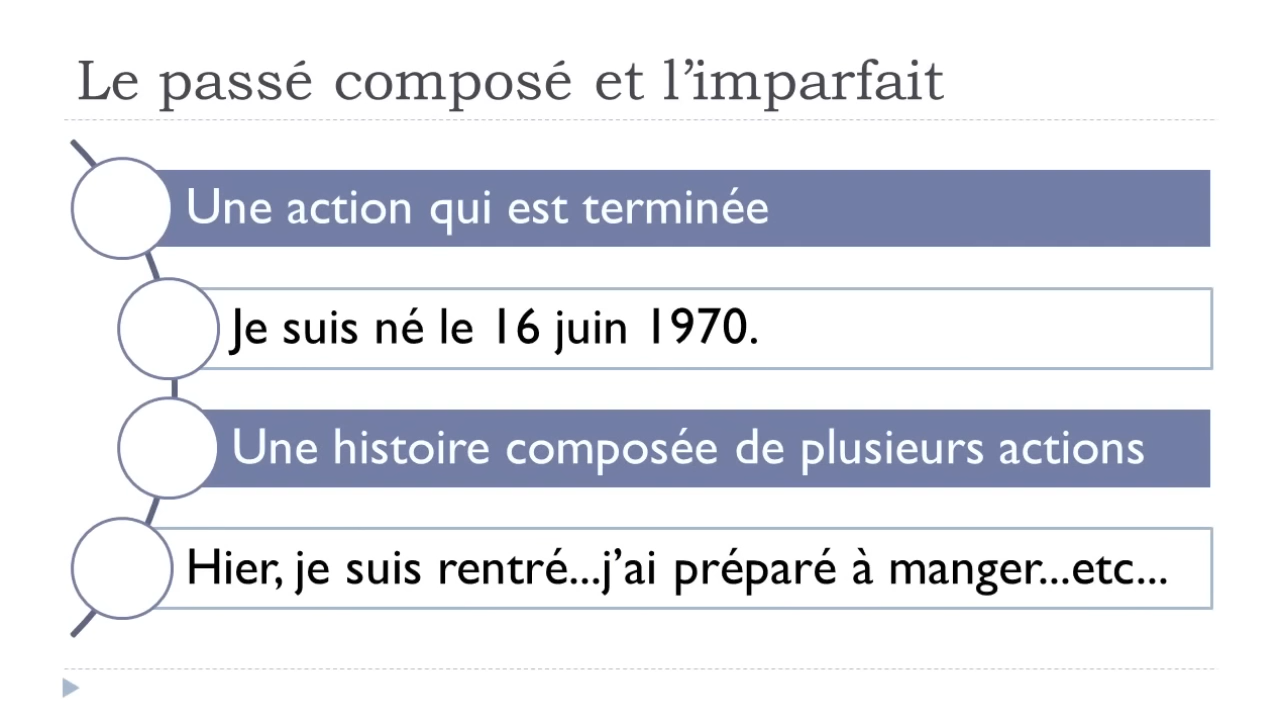 Le passé composé et l’imparfait
Une action qui est terminée
Je suis né le 16 juin 1970.
Une histoire composée de plusieurs actions
Hier, je suis rentré...j’ai préparé à manger...etc...